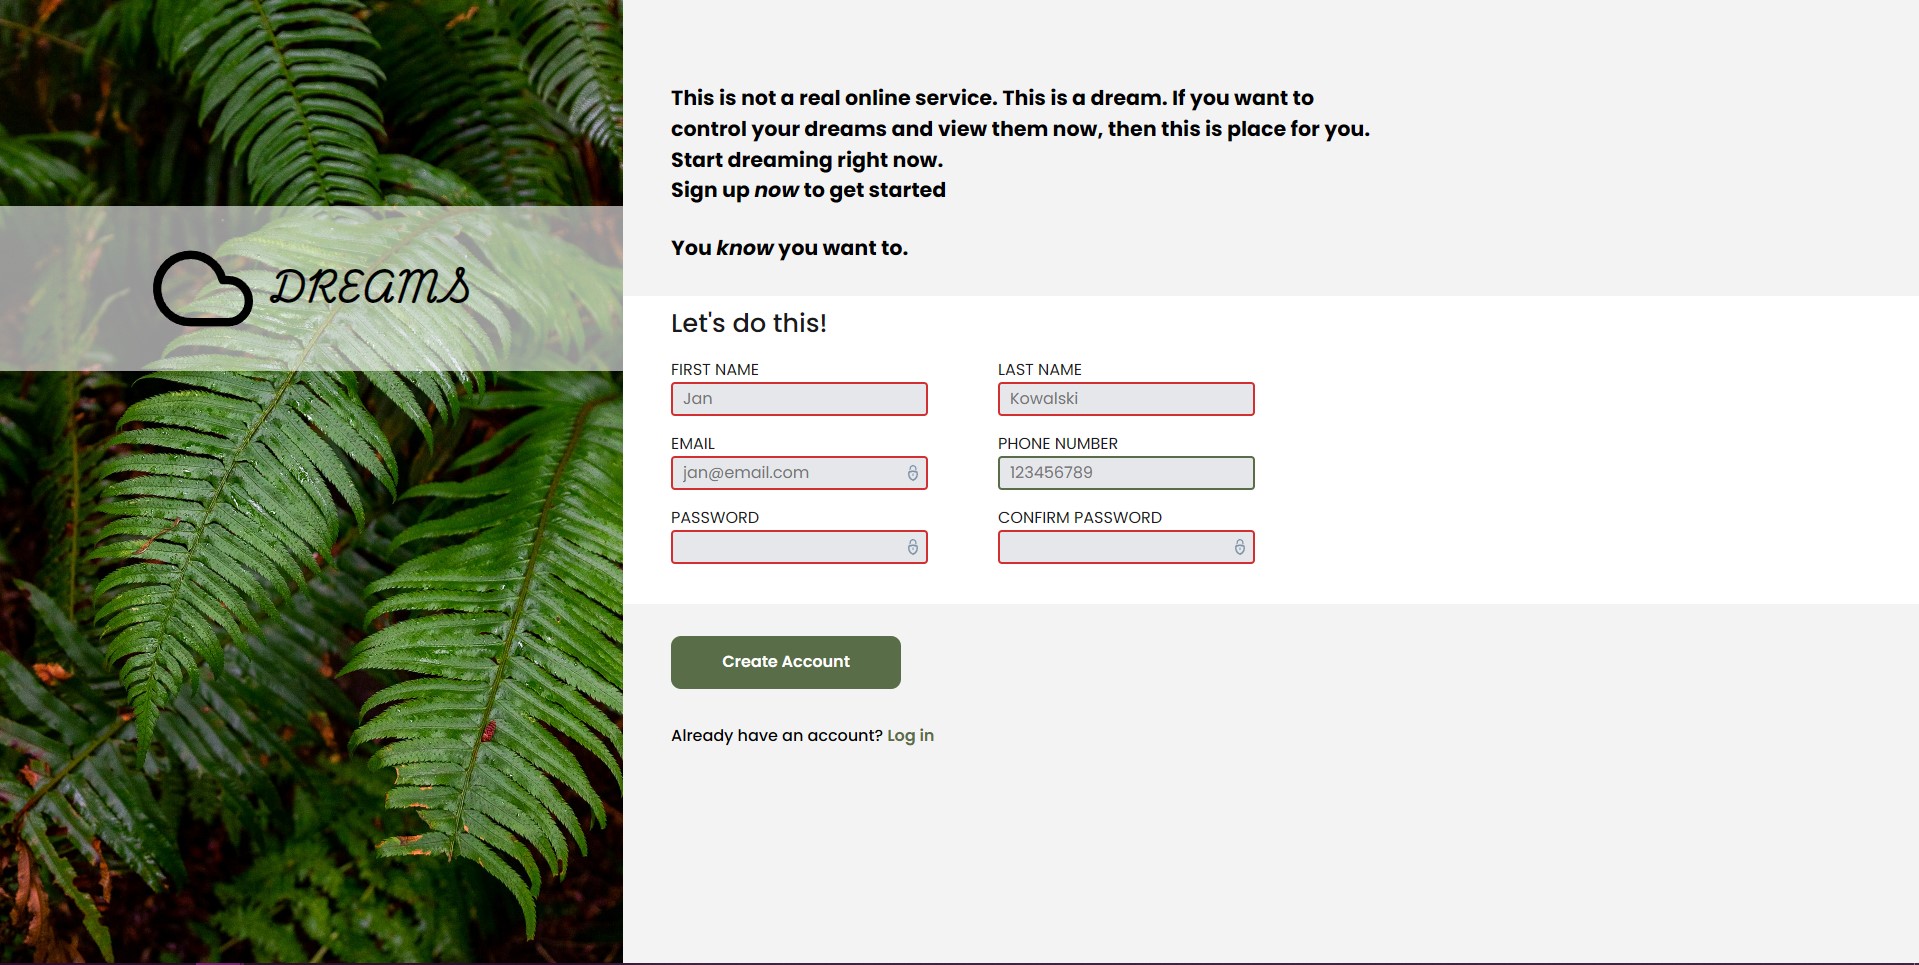 DREAMS
This is not a real online service. This is a dream. If you want to
control your dreams and view them now, then this is place for you.
Start dreaming right now.
Sign up now to get started
You know you want to.
Let's do this!
FIRST NAME
Jan
LAST NAME
Kowalski
EMAIL
jan@email.com
PHONE NUMBER
123456789
PASSWORD
CONFIRM PASSWORD
Create Account
Already have an account? Log in